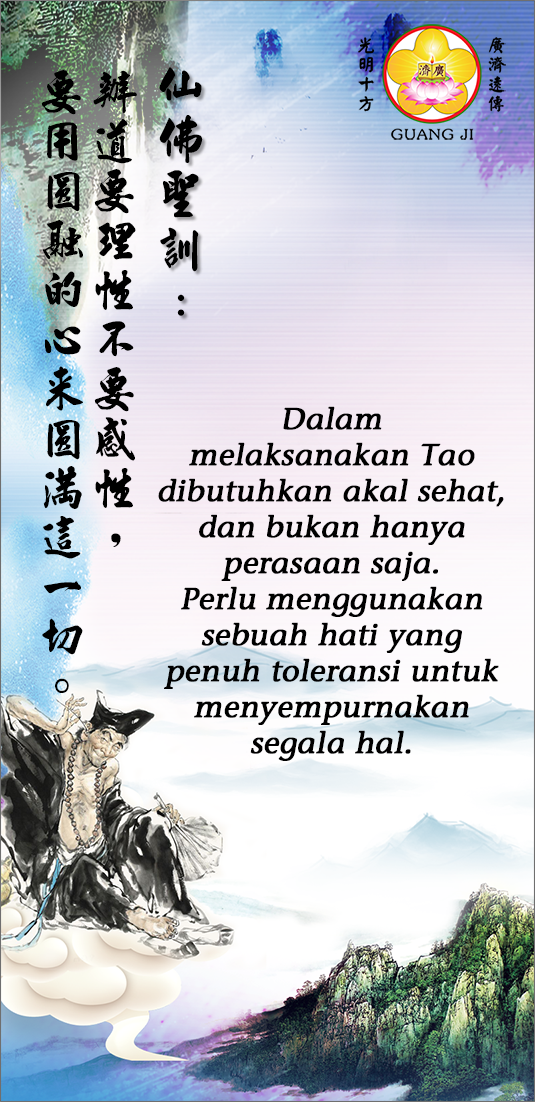 仙佛聖訓：
辦道要理性不要感性，
要用圓融的心来圓滿這一切。
光明十方
廣濟遠傳
濟廣
GUANG JI
Dalam
melaksanakan Tao
dibutuhkan akal sehat,
dan bukan hanya
perasaan saja.
Perlu menggunakan
sebuah hati yang
penuh toleransi untuk
menyempurnakan
segala hal.